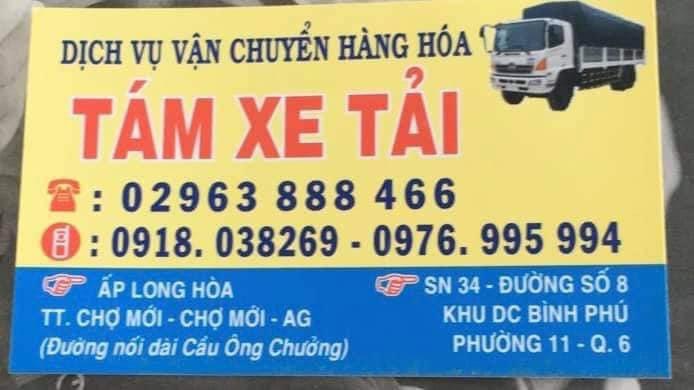 DỊCH VỤ VẬN CHUYỂN HÀNG HÓA
TÁM XE TẢI
: 02963 888 466
: 0918. 038269 - 0976. 995 994
ẤP LONG HÒA
TT. CHỢ MỚI - CHỢ MỚI - AG
(Đường nối dài Cầu Ông Chưởng)
SN 34 - ĐƯỜNG SỐ 8
KHU DC BÌNH PHÚ
PHƯỜNG 11 - Q. 6